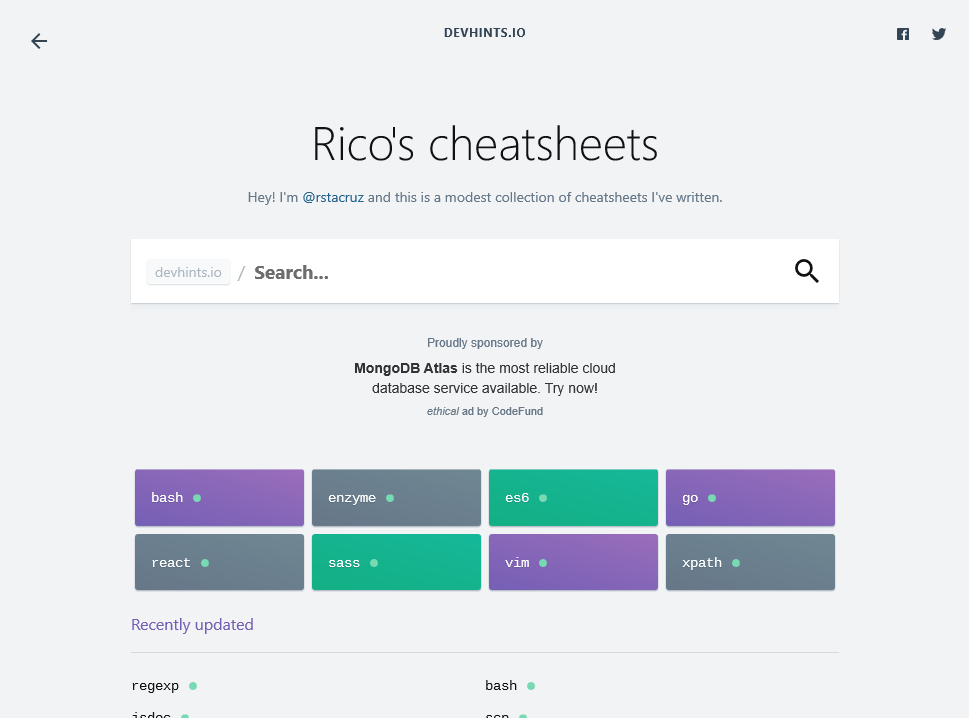 DEVHINTS.IO
Rico's cheatsheets
Hey! I'm @rstacruz and this is a modest collection of cheatsheets I've written.
devhints.io / Search...
Proudly sponsored by
MongoDB Atlas is the most reliable cloud
database service available. Try now!
ethical ad by CodeFund
bash enzyme es6 go
react sass vim xpath
Recently updated
regexp bash
jsdoc scp